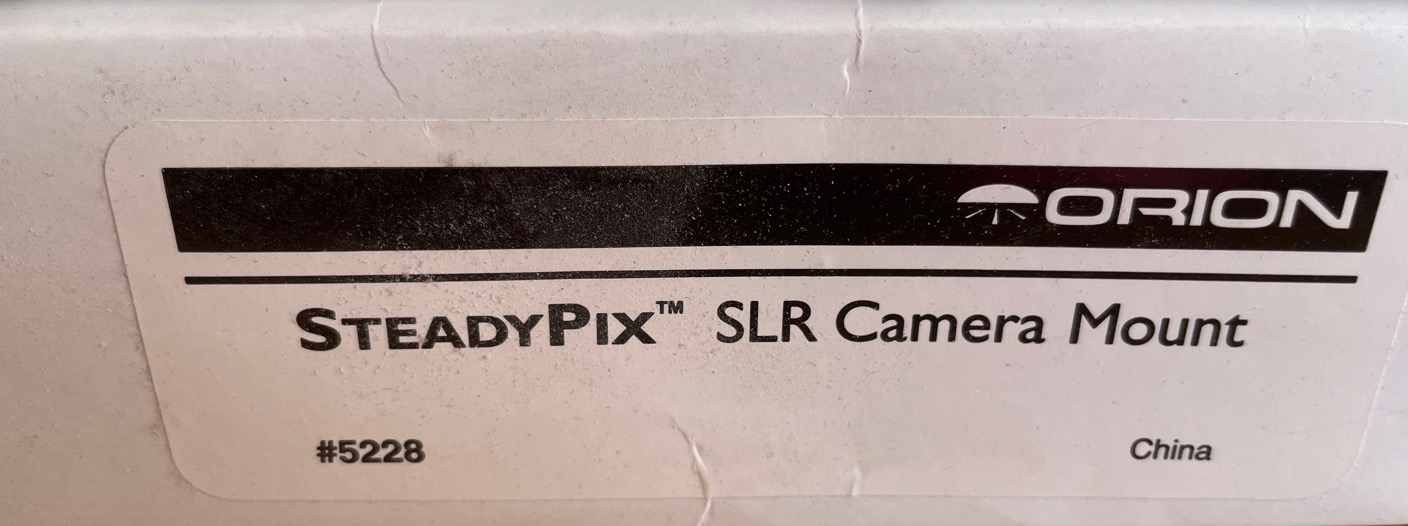 ORION
STEADYPIX™ SLR Camera Mount
#5228 China